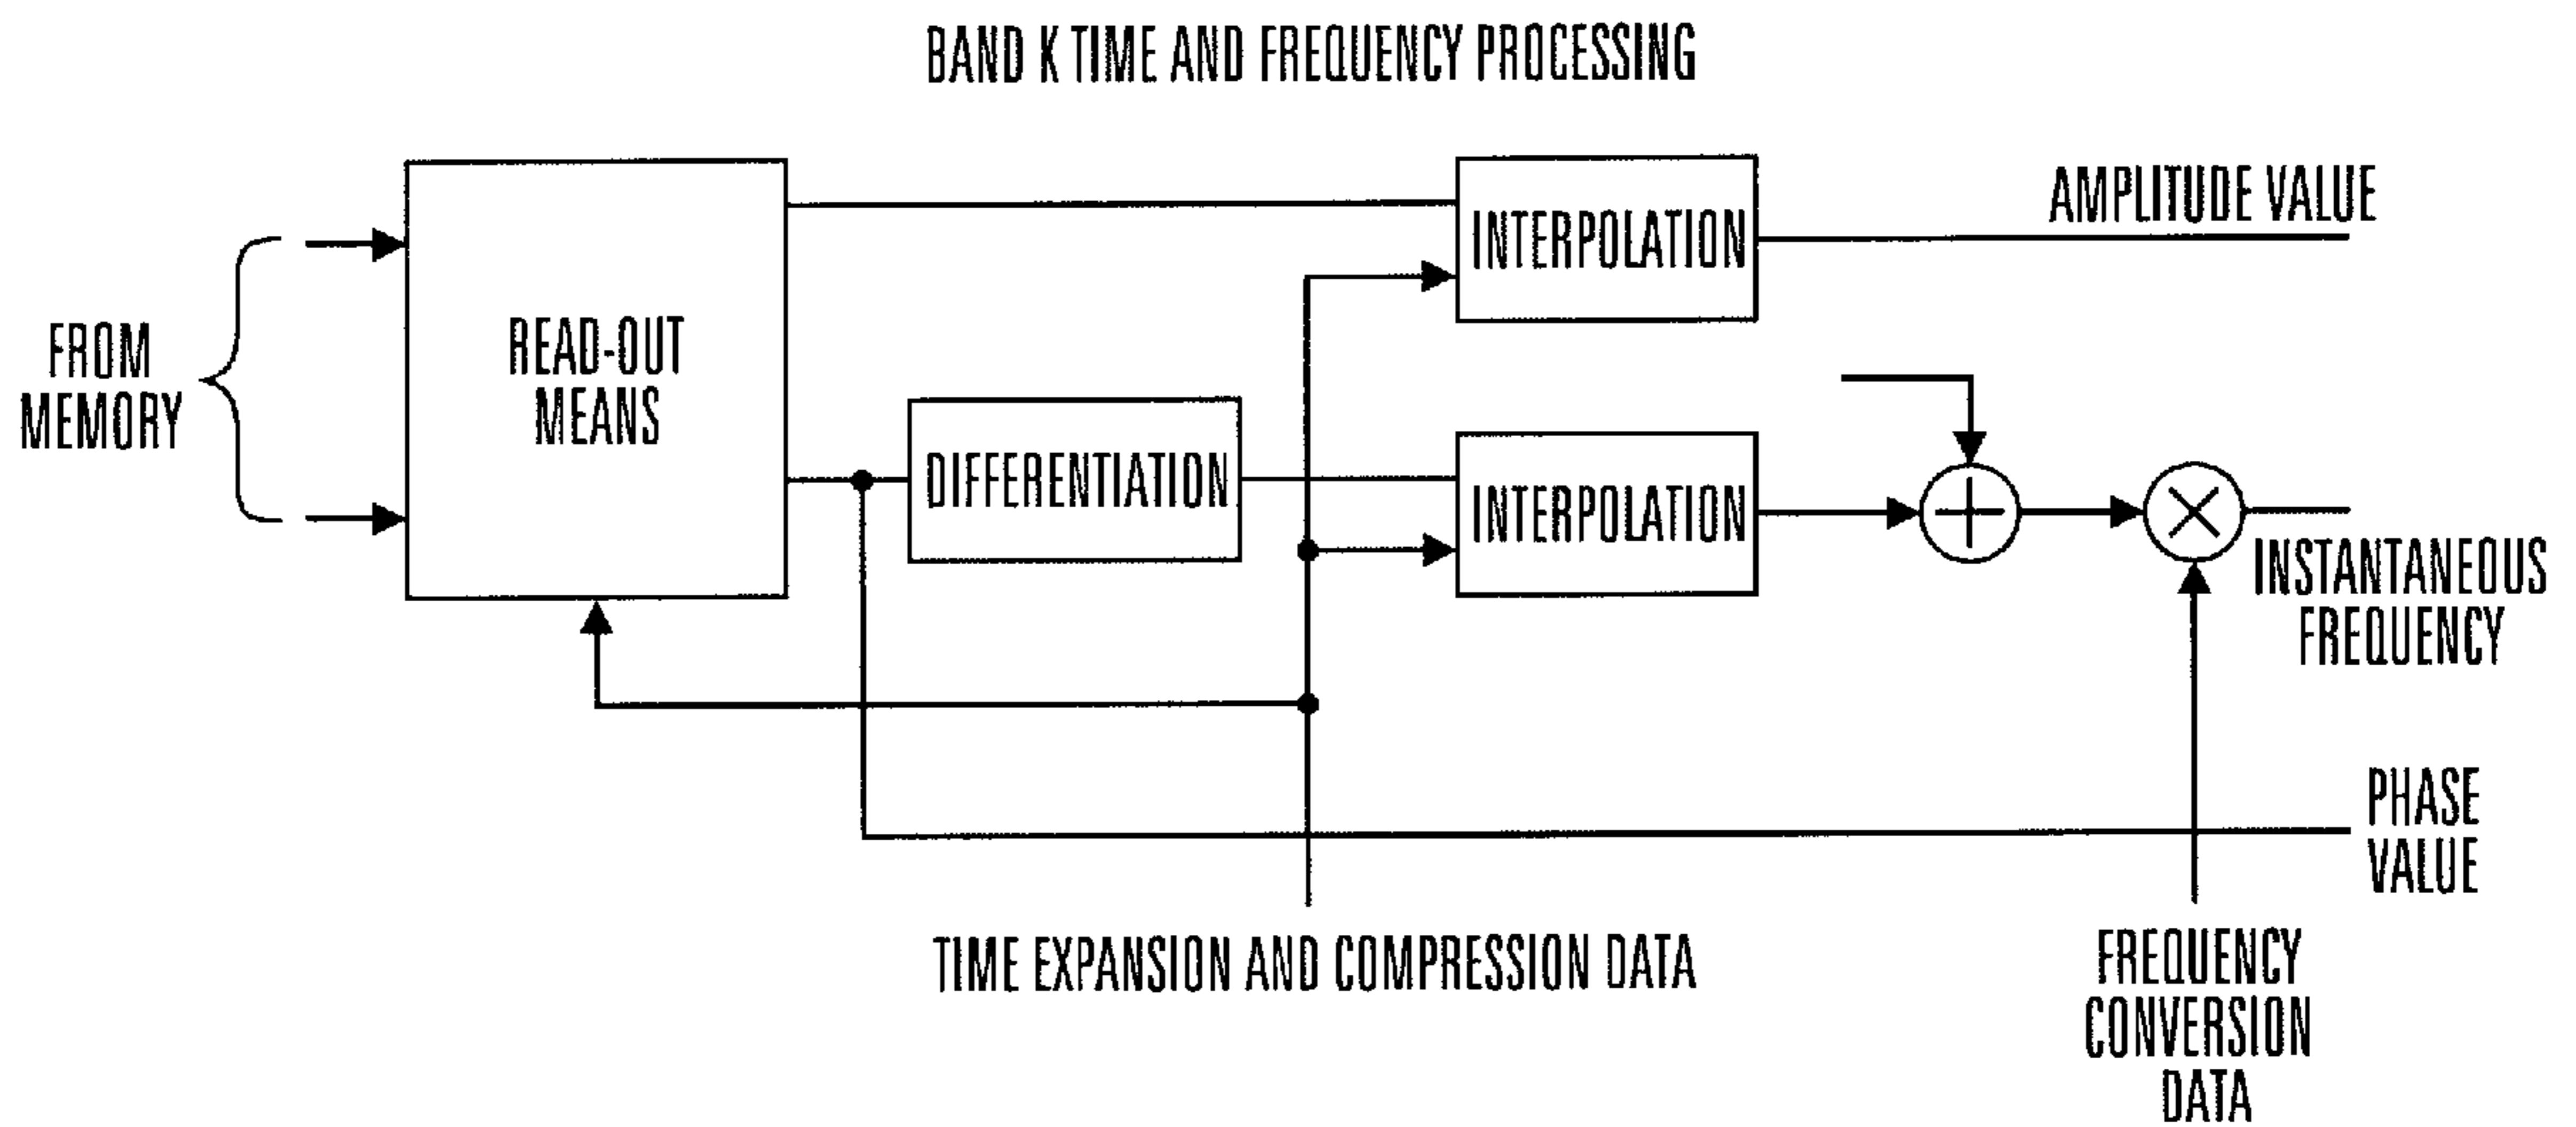 BAND K TIME AND FREQUENCY PROCESSING
FROM
MEMORY
READ-OUT
MEANS
DIFFERENTIATION
INTERPOLATION
INTERPOLATION
AMPLITUDE VALUE
INSTANTANEOUS
FREQUENCY
PHASE
VALUE
TIME EXPANSION AND COMPRESSION DATA
FREQUENCY
CONVERSION
DATA